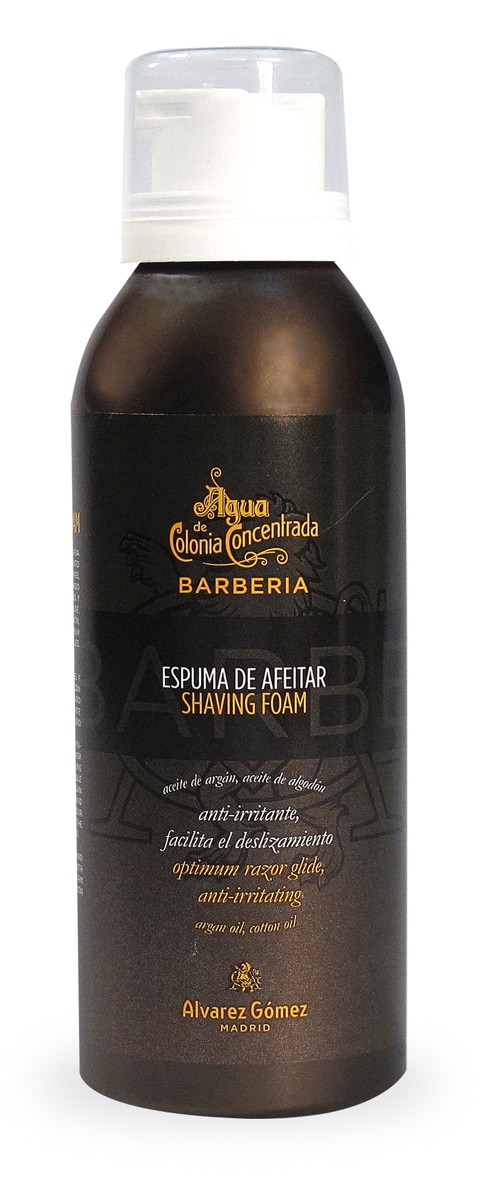 Agua
de
Colonia Concentrada
BARBERIA
BARBE
ESPUMA DE AFEITAR
SHAVING FOAM
aceite de argán, aceite de algodón
anti-irritante,
facilita el deslizamiento
optimum razor glide,
anti-irritating
argan oil, cotton oil
Alvarez Gómez
MADRID